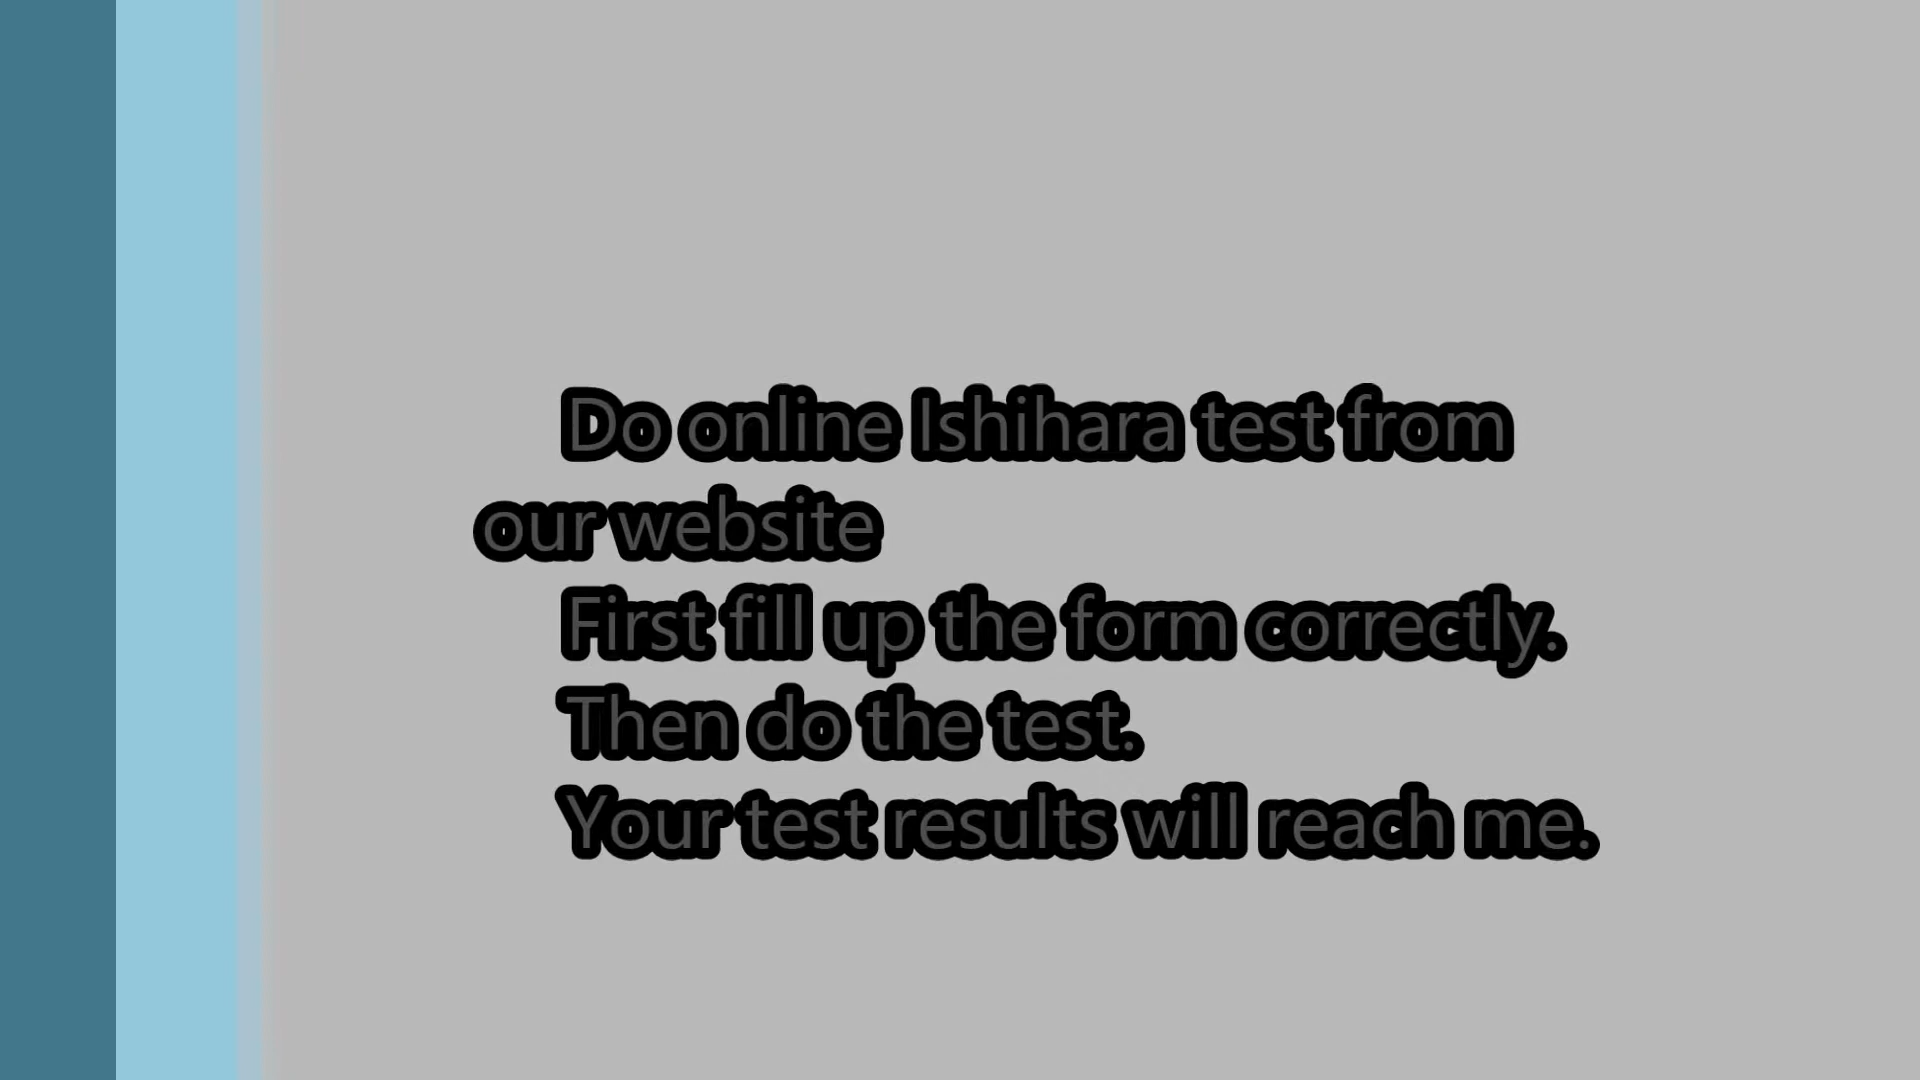 Do online Ishihara test from
our website
First fill up the form correctly.
Then do the test.
Your test results will reach me.